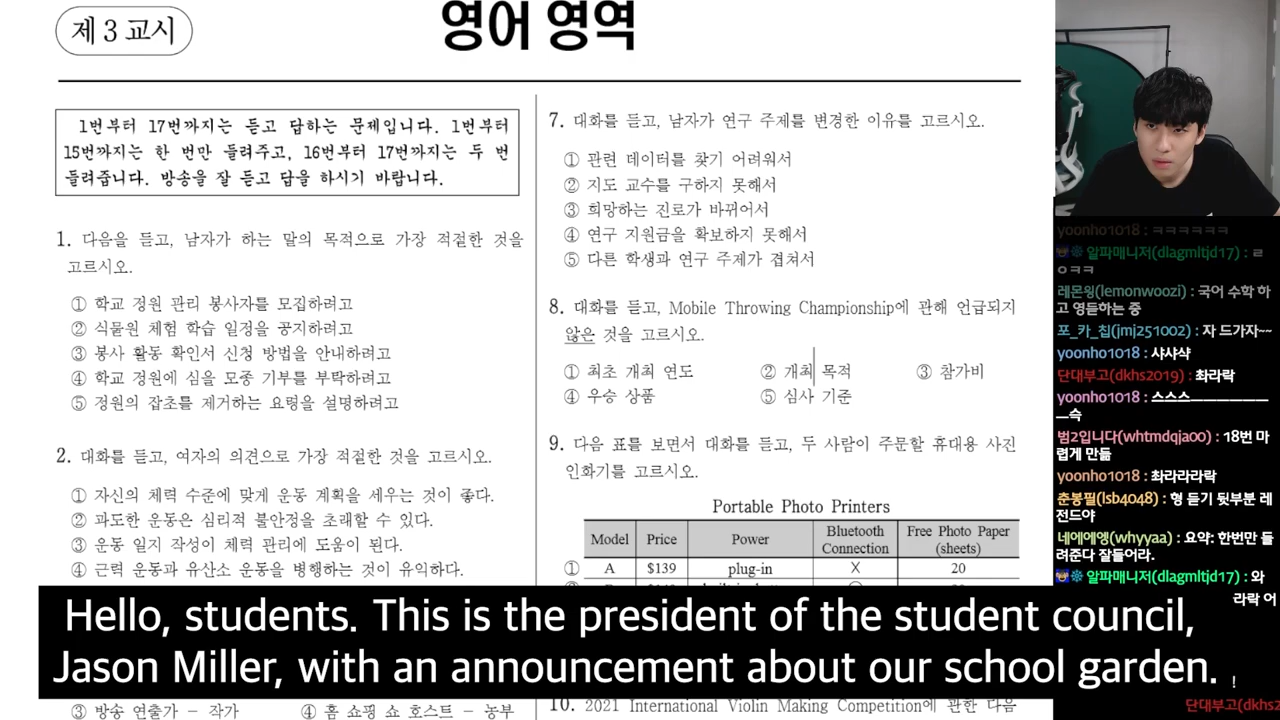 제 3 교시
영어 영역
1번부터 17번까지는 듣고 답하는 문제입니다. 1번부터
15번까지는 한 번만 들려주고, 16번부터 17번까지는 두 번
들려줍니다. 방송을 잘 듣고 답을 하시기 바랍니다.
1. 다음을 듣고, 남자가 하는 말의 목적으로 가장 적절한 것을
고르시오.
① 학교 정원 관리 봉사자를 모집하려고
② 식물원 체험 학습 일정을 공지하려고
③ 봉사 활동 확인서 신청 방법을 안내하려고
④ 학교 정원에 심을 모종 기부를 부탁하려고
⑤ 정원의 잡초를 제거하는 요령을 설명하려고
2. 대화를 듣고, 여자의 의견으로 가장 적절한 것을 고르시오.
① 자신의 체력 수준에 맞게 운동 계획을 세우는 것이 좋다.
② 과도한 운동은 심리적 불안정을 초래할 수 있다.
③ 운동 일지 작성이 체력 관리에 도움이 된다.
④ 근력 운동과 유산소 운동을 병행하는 것이 유익하다.
③ 방송 연출가 - 작가 ④ 홈 쇼핑 쇼 호스트 - 농부
7. 대화를 듣고, 남자가 연구 주제를 변경한 이유를 고르시오.
① 관련 데이터를 찾기 어려워서
② 지도 교수를 구하지 못해서
③ 희망하는 진로가 바뀌어서
④ 연구 지원금을 확보하지 못해서
⑤ 다른 학생과 연구 주제가 겹쳐서
8. 대화를 듣고, Mobile Throwing Championship에 관해 언급되지
않은 것을 고르시오.
① 최초 개최 연도 ② 개최 목적 ③ 참가비
④ 우승 상품 ⑤ 심사 기준
9. 다음 표를 보면서 대화를 듣고, 두 사람이 주문할 휴대용 사진
인화기를 고르시오.
Portable Photo Printers
Model Price Power Bluetooth Connection Free Photo Paper (sheets)
① A $139 plug-in X 20
10. 2021 International Violin Making Competition에 관한 다음
Hello, students. This is the president of the student council,
Jason Miller, with an announcement about our school garden.
yoonho1018 : ㅋㅋㅋㅋㅋㅋ
알파매니저(dlagmltjd17) : ㄹ
ㅇㅋㅋ
레몬웡(lemonwoozi) : 국어 수학 하
고 영듣하는 중
포_카_칩(jmj251002) : 자 드가자~~
yoonho1018 : 샤샤샥
단대부고(dkhs2019) : 촤라락
yoonho1018 : 스스스ㅡㅡㅡㅡㅡㅡ
ㅡ슥
범2입니다(whtmdqja00) : 18번 마
렵게 만듦
yoonho1018 : 촤라라라락
춘봉필(lsb4048) : 형 듣기 뒷부분 레
전드야
네에에엥(whyyaa) : 요약: 한번만 들
려준다 잘들어라.
알파매니저(dlagmltjd17) : 와
라락 어
!
단대부고(dkhs2